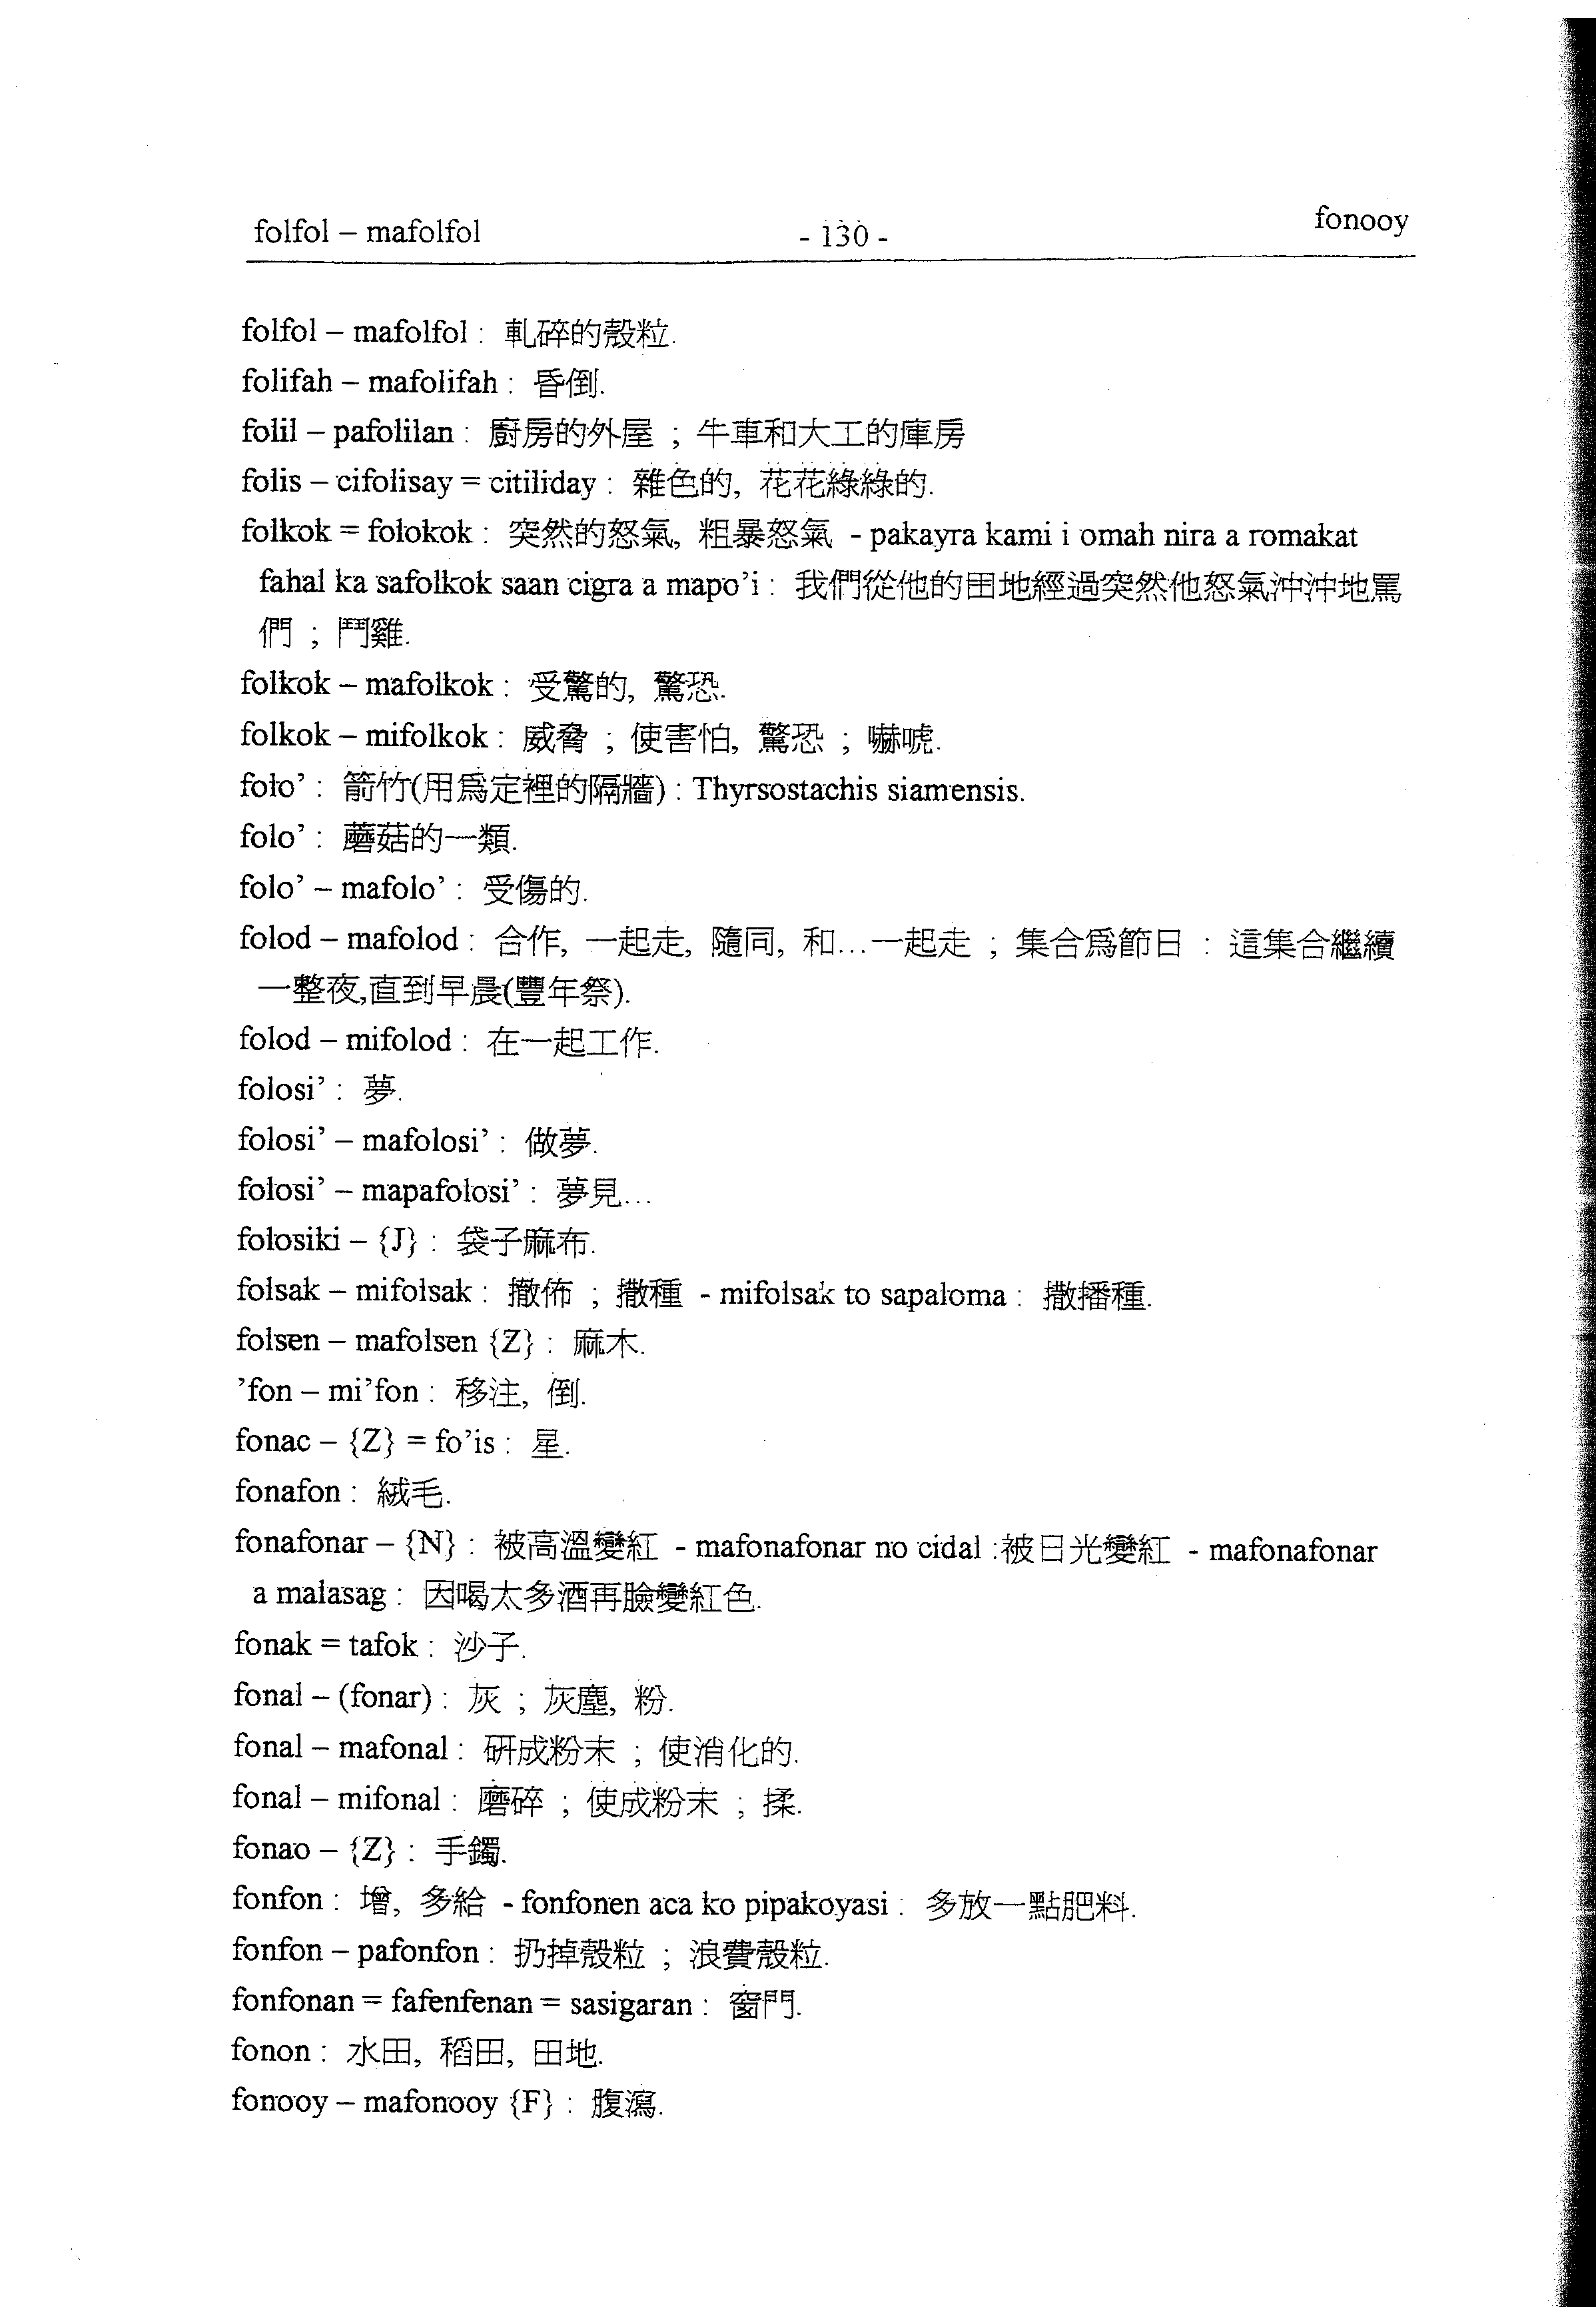 folfol – mafolfol
- 130 -
fonooy
folfol – mafolfol : 軋碎的殼粒.
folifah – mafolifah : 昏倒.
folil – pafolilan : 廚房的外屋 ; 牛車和大工的庫房
folis – cifolisay = citiliday : 雜色的, 花花綠綠的.
folkok = folokok : 突然的怒氣, 粗暴怒氣 - pakayra kami i omah nira a romakat
fahal ka safolkok saan cigra a mapo’i : 我們從他的田地經過突然他怒氣沖沖地罵
們 ; 鬥雞.
folkok – mafolkok : 受驚的, 驚恐.
folkok – mifolkok : 威脅 ; 使害怕, 驚恐 ; 嚇唬.
folo’ : 箭竹(用爲定裡的隔牆) : Thyrsostachis siamensis.
folo’ : 蘑菇的一類.
folo’ – mafolo’ : 受傷的.
folod – mafolod : 合作, 一起走, 隨同, 和…一起走 ; 集合爲節日 : 這集合繼續
一整夜,直到早晨(豐年祭).
folod – mifolod : 在一起工作.
folosi’ : 夢.
folosi’ – mafolosi’ : 做夢.
folosi’ – mapafolosi’ : 夢見…
folosiki – {J} : 袋子麻布.
folsak – mifolsak : 撒佈 ; 撒種 - mifolsak to sapaloma : 撒播種.
folsen – mafolsen {Z} : 麻木.
’fon – mi’fon : 移注, 倒.
fonac – {Z} = fo’is : 星.
fonafon : 絨毛.
fonafonar – {N} : 被高溫變紅 - mafonafonar no cidal :被日光變紅 - mafonafonar
a malasag : 因喝太多酒再臉變紅色.
fonak = tafok : 沙子.
fonal – (fonar) : 灰 ; 灰塵, 粉.
fonal – mafonal : 研成粉末 ; 使消化的.
fonal – mifonal : 磨碎 ; 使成粉末 ; 揉.
fonao – {Z} : 手鐲.
fonfon : 增, 多給 - fonfonen aca ko pipakoyasi : 多放一點肥料.
fonfon – pafonfon : 扔掉殼粒 ; 浪費殼粒.
fonfonan = fafenfenan = sasigaran : 窗門.
fonon : 水田, 稻田, 田地.
fonooy – mafonooy {F} : 腹瀉.